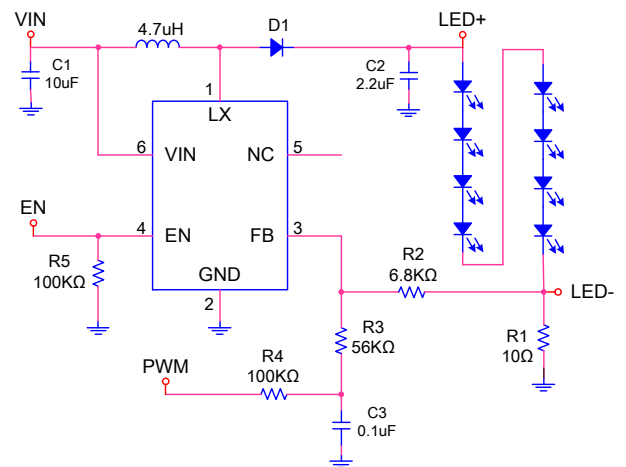 VIN
4.7uH
D1
LED+
C1
10uF
C2
2.2uF
1
LX
6
VIN
NC
5
EN
4
EN
FB
3
R5
100KΩ
GND
2
R2
6.8KΩ
LED-
R3
56KΩ
R1
10Ω
PWM
R4
100KΩ
C3
0.1uF